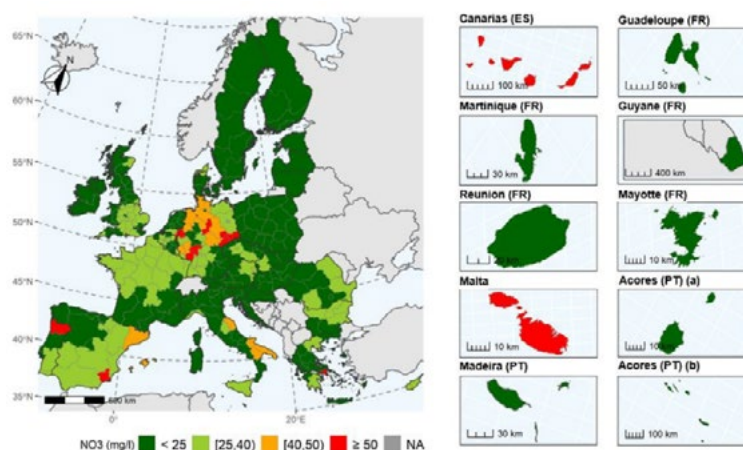 65°N
N
60°N
55°N
50°N
45°N
40°N
35°N
0°
20°E
NO3 (mg/l) < 25 [25,40) [40,50) ≥ 50 NA
Canarias (ES)
100 km
Guadeloupe (FR)
50 km
Martinique (FR)
30 km
Guyane (FR)
400 km
Reunion (FR)
Mayotte (FR)
10 km
Malta
10 km
Acores (PT) (a)
Madeira (PT)
30 km
Acores (PT) (b)
100 km